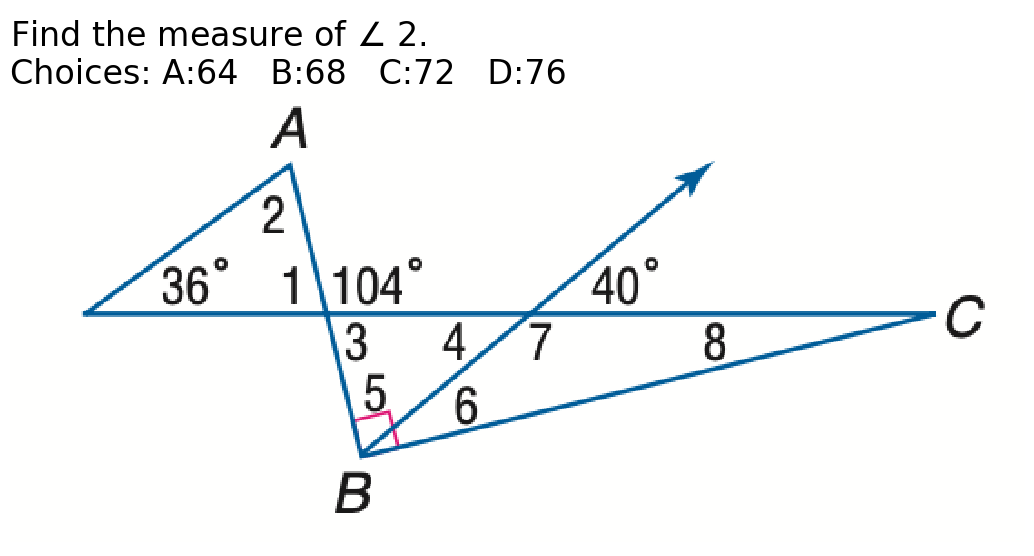 Find the measure of ∠ 2.
Choices: A:64 B:68 C:72 D:76
A
2
36° 1 104° 40°
C
3 4 7 8
5 6
B